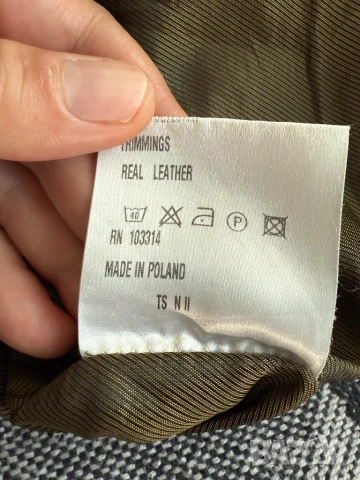 TRIMMINGS
REAL LEATHER
40 P
RN 103314
MADE IN POLAND
TS N II